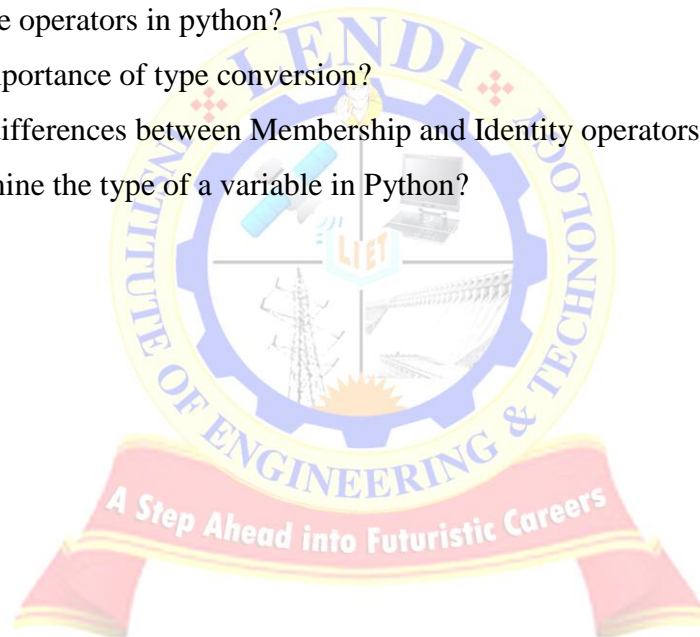 e operators in python?
portance of type conversion?
ifferences between Membership and Identity operators
ine the type of a variable in Python?
LENDI
INSTITUTE OF ENGINEERING & TECHNOLOGY
LIET
A Step Ahead into Futuristic Careers